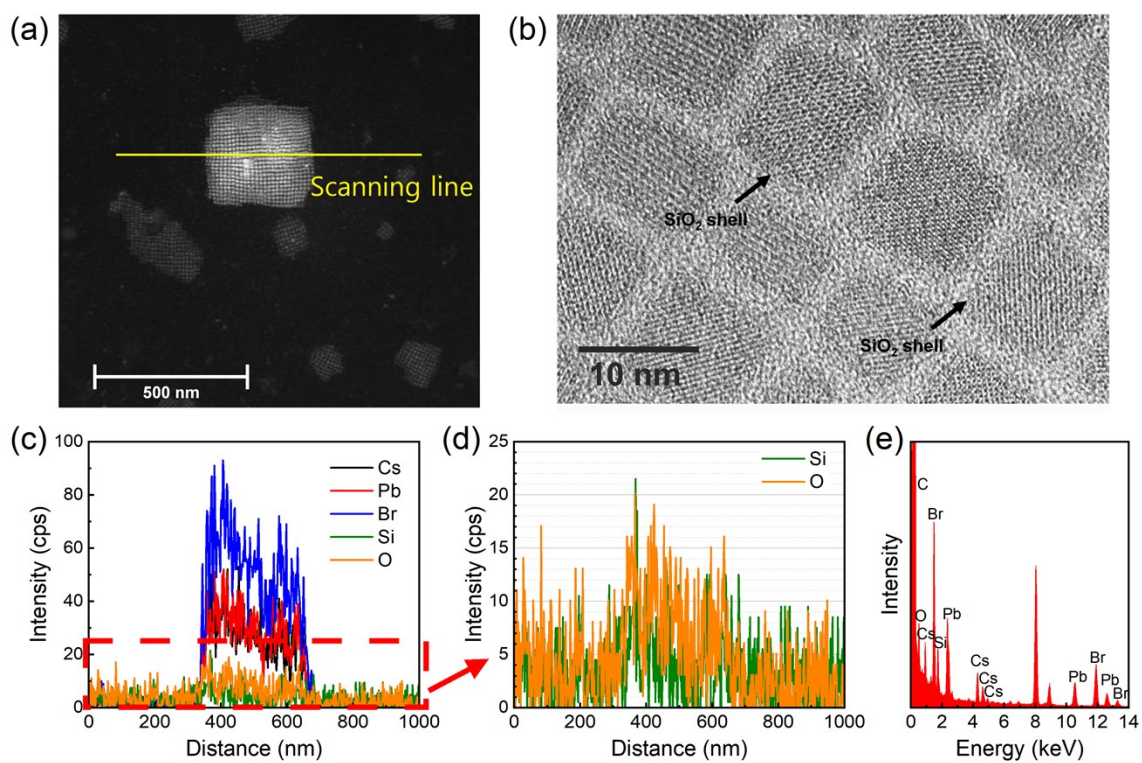 (a)
Scanning line
500 nm
(b)
SiO₂ shell
SiO₂ shell
10 nm
(c)
100
80
60
40
20
0
Intensity (cps)
Cs
Pb
Br
Si
O
0 200 400 600 800 1000
Distance (nm)
(d)
25
20
15
10
5
0
Intensity (cps)
Si
O
0 200 400 600 800 1000
Distance (nm)
(e)
Intensity
C
Br
O
Pb
Cs
Si
Cs
Cs
Pb
Br
Pb
Br
0 2 4 6 8 10 12 14
Energy (keV)